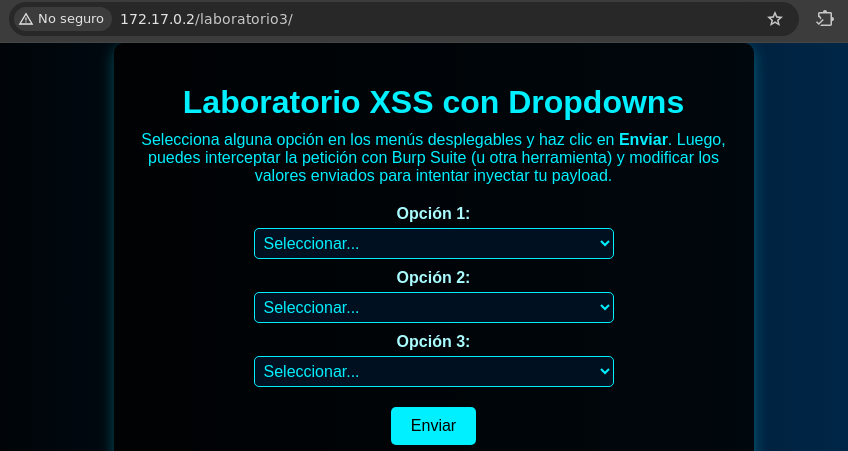 No seguro 172.17.0.2/laboratorio3/
Laboratorio XSS con Dropdowns
Selecciona alguna opción en los menús desplegables y haz clic en Enviar. Luego,
puedes interceptar la petición con Burp Suite (u otra herramienta) y modificar los
valores enviados para intentar inyectar tu payload.
Opción 1:
Seleccionar...
Opción 2:
Seleccionar...
Opción 3:
Seleccionar...
Enviar